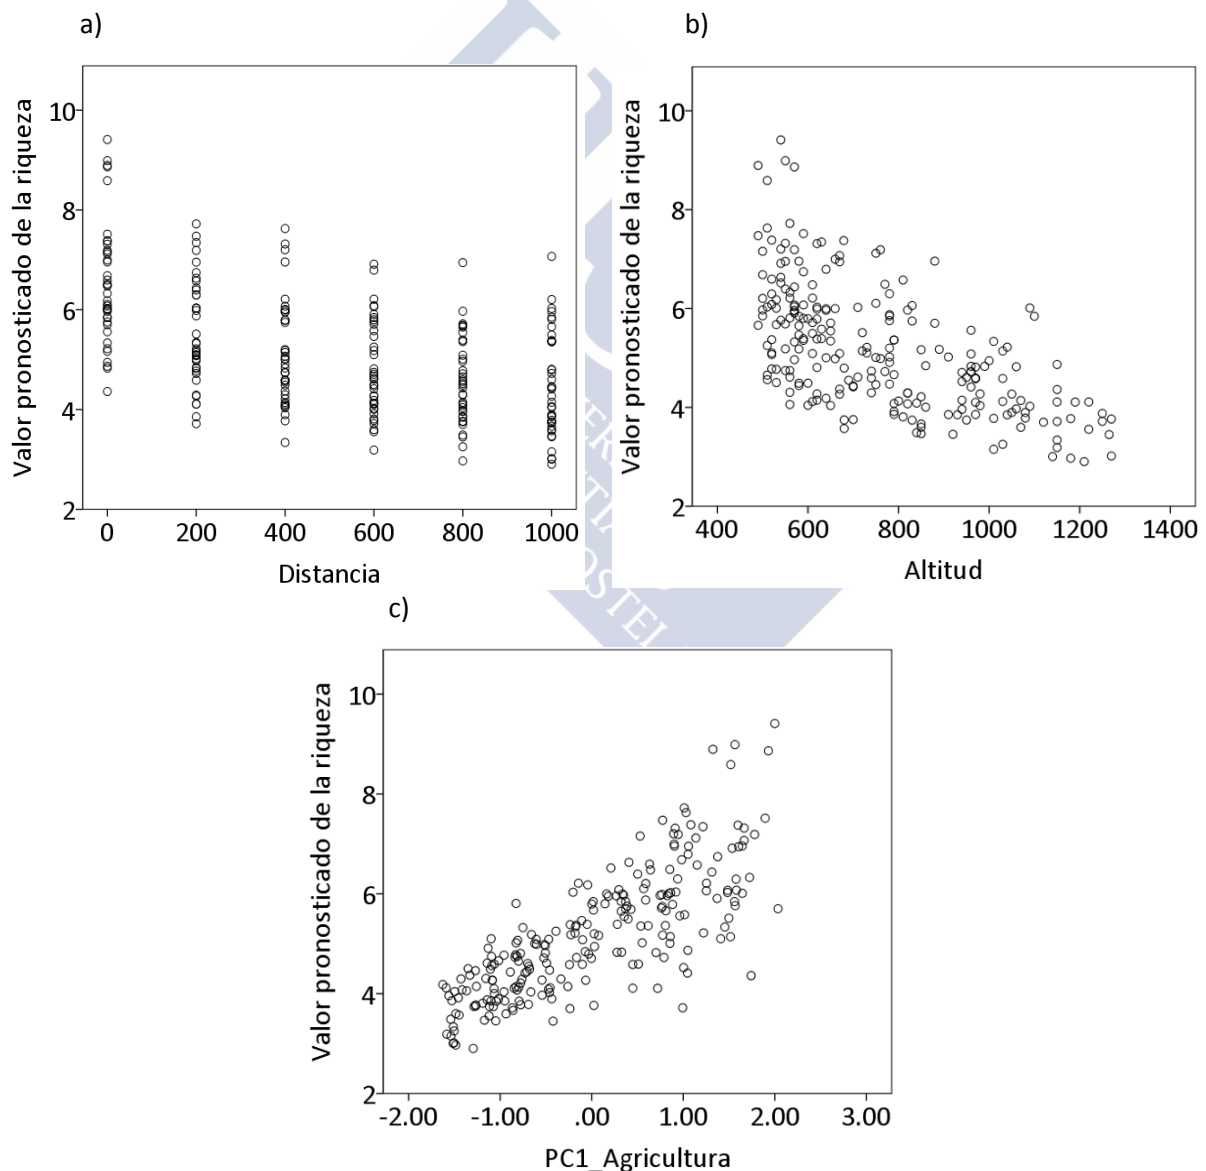 a)
Valor pronosticado de la riqueza
10
8
6
4
2
0 200 400 600 800 1000
Distancia
b)
Valor pronosticado de la riqueza
10
8
6
4
2
400 600 800 1000 1200 1400
Altitud
c)
Valor pronosticado de la riqueza
10
8
6
4
2
-2.00 -1.00 .00 1.00 2.00 3.00
PC1_Agricultura